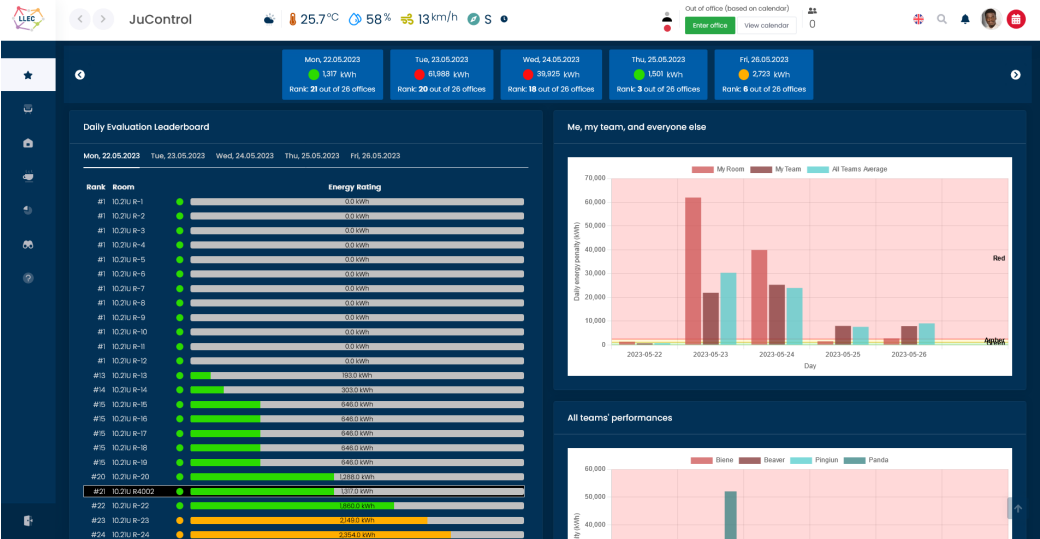 LLEC
JuControl
25.7°C
58%
13 km/h
S
Out of office (based on calendar)
Enter office
View calendar
0
Mon, 22.05.2023
1,317 kWh
Rank: 21 out of 26 offices
Tue, 23.05.2023
61,988 kWh
Rank: 20 out of 26 offices
Wed, 24.05.2023
39,925 kWh
Rank: 18 out of 26 offices
Thu, 25.05.2023
1,501 kWh
Rank: 3 out of 26 offices
Fri, 26.05.2023
2,723 kWh
Rank: 6 out of 26 offices
Daily Evaluation Leaderboard
Mon, 22.05.2023 Tue, 23.05.2023 Wed, 24.05.2023 Thu, 25.05.2023 Fri, 26.05.2023
Rank Room Energy Rating
#1 10.21U R-1 0.0 kWh
#1 10.21U R-2 0.0 kWh
#1 10.21U R-3 0.0 kWh
#1 10.21U R-4 0.0 kWh
#1 10.21U R-5 0.0 kWh
#1 10.21U R-6 0.0 kWh
#1 10.21U R-7 0.0 kWh
#1 10.21U R-8 0.0 kWh
#1 10.21U R-9 0.0 kWh
#1 10.21U R-10 0.0 kWh
#1 10.21U R-11 0.0 kWh
#1 10.21U R-12 0.0 kWh
#13 10.21U R-13 193.0 kWh
#14 10.21U R-14 303.0 kWh
#15 10.21U R-15 646.0 kWh
#15 10.21U R-16 646.0 kWh
#15 10.21U R-17 646.0 kWh
#15 10.21U R-18 646.0 kWh
#15 10.21U R-19 646.0 kWh
#20 10.21U R-20 1,288.0 kWh
#21 10.21U R4002 1,317.0 kWh
#22 10.21U R-22 1,880.0 kWh
#23 10.21U R-23 2,149.0 kWh
#24 10.21U R-24 2,354.0 kWh
Me, my team, and everyone else
My Room My Team All Teams Average
Daily energy penalty (kWh)
70,000
60,000
50,000
40,000
30,000
20,000
10,000
0
Red
Amber
Green
2023-05-22 2023-05-23 2023-05-24 2023-05-25 2023-05-26
Day
All teams' performances
Biene Beaver Pingiun Panda
60,000
50,000
40,000